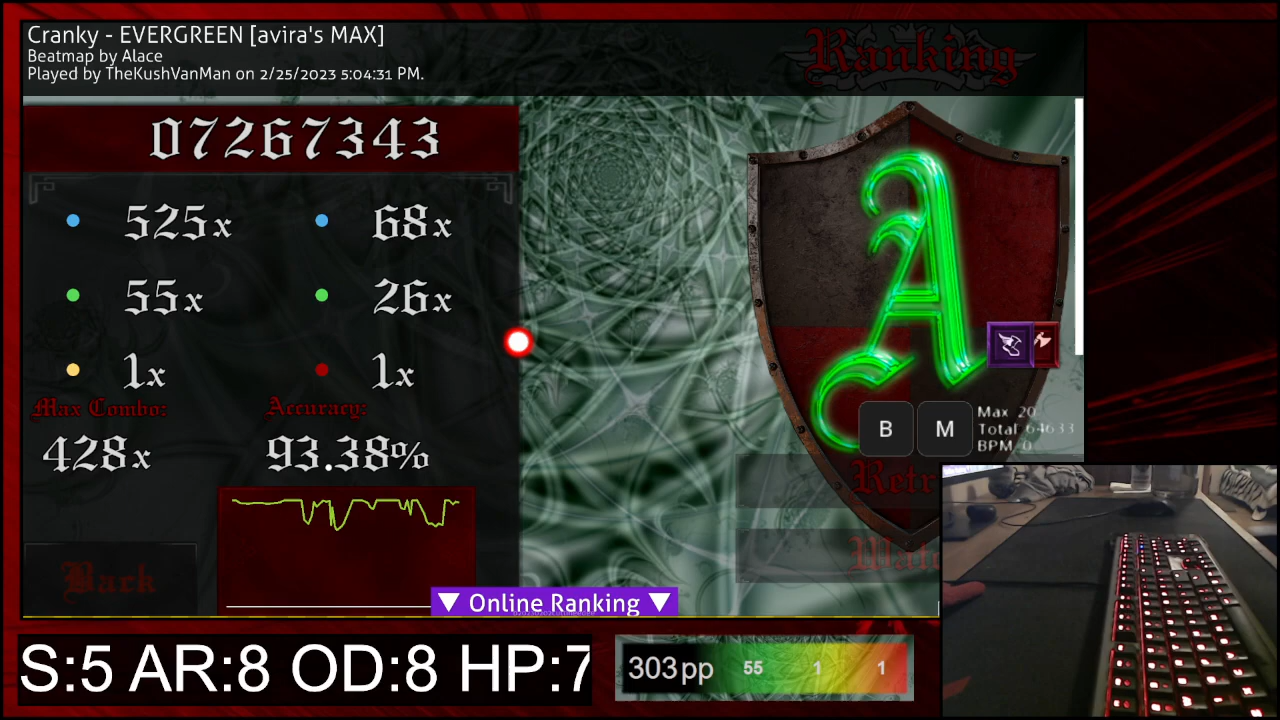 Cranky - EVERGREEN [avira's MAX]
Beatmap by Alace
Played by TheKushVanMan on 2/25/2023 5:04:31 PM.
Ranking
07267343
525x 68x
55x 26x
1x 1x
Max Combo: Accuracy:
428x 93.38%
A
B M
Max 20
Total 64633
BPM 0
Retr
Back
▼ Online Ranking ▼
S:5 AR:8 OD:8 HP:7
303pp 55 1 1